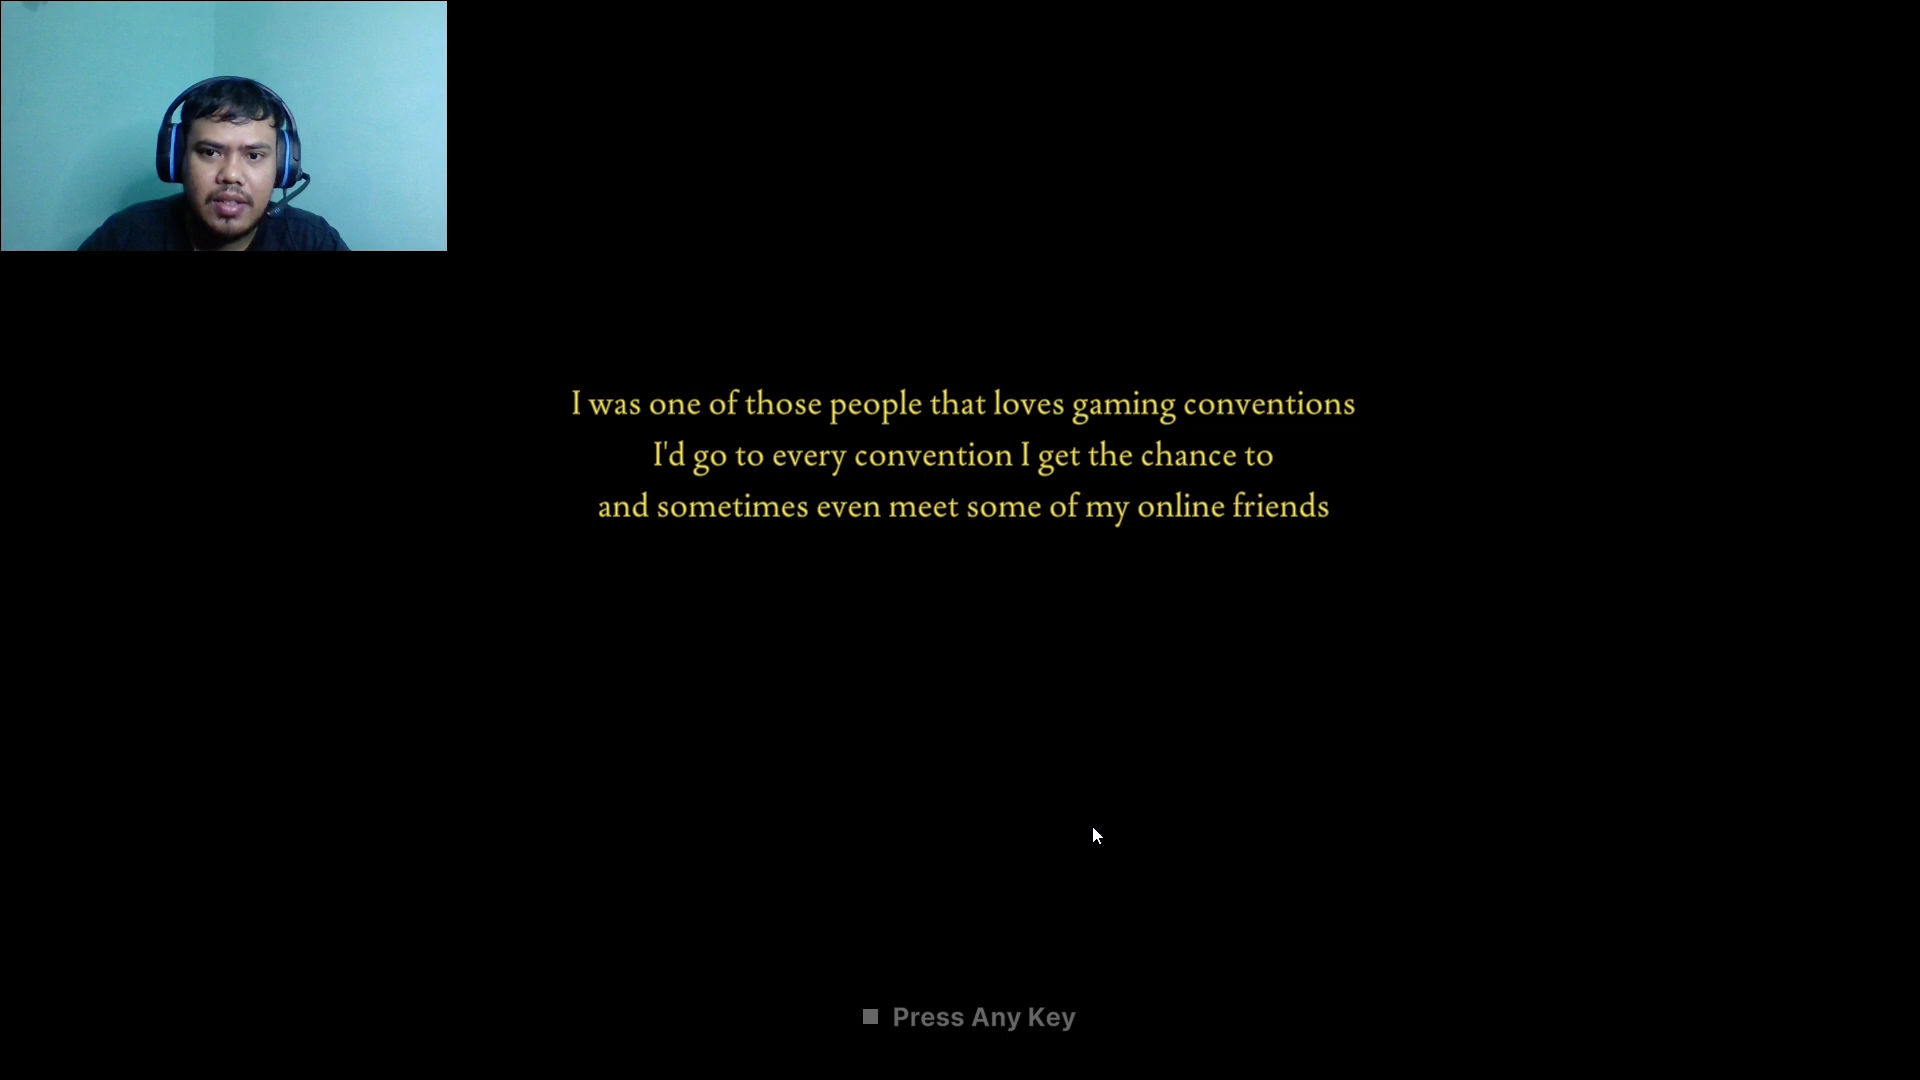 I was one of those people that loves gaming conventions
I'd go to every convention I get the chance to
and sometimes even meet some of my online friends
Press Any Key